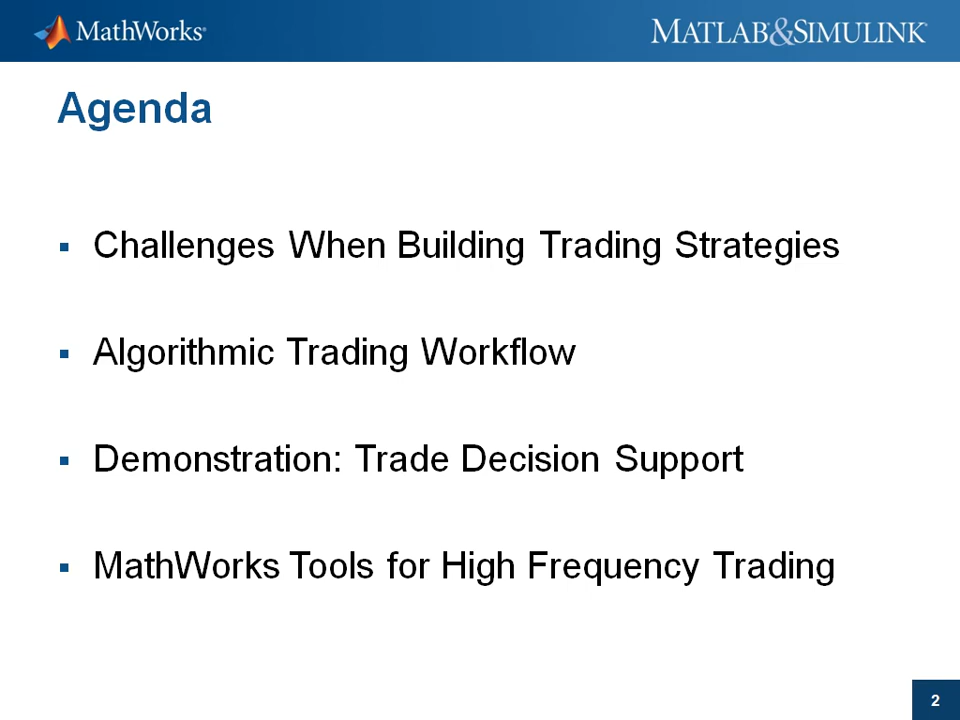 MathWorks®
MATLAB&SIMULINK®
Agenda
▪ Challenges When Building Trading Strategies
▪ Algorithmic Trading Workflow
▪ Demonstration: Trade Decision Support
▪ MathWorks Tools for High Frequency Trading
2